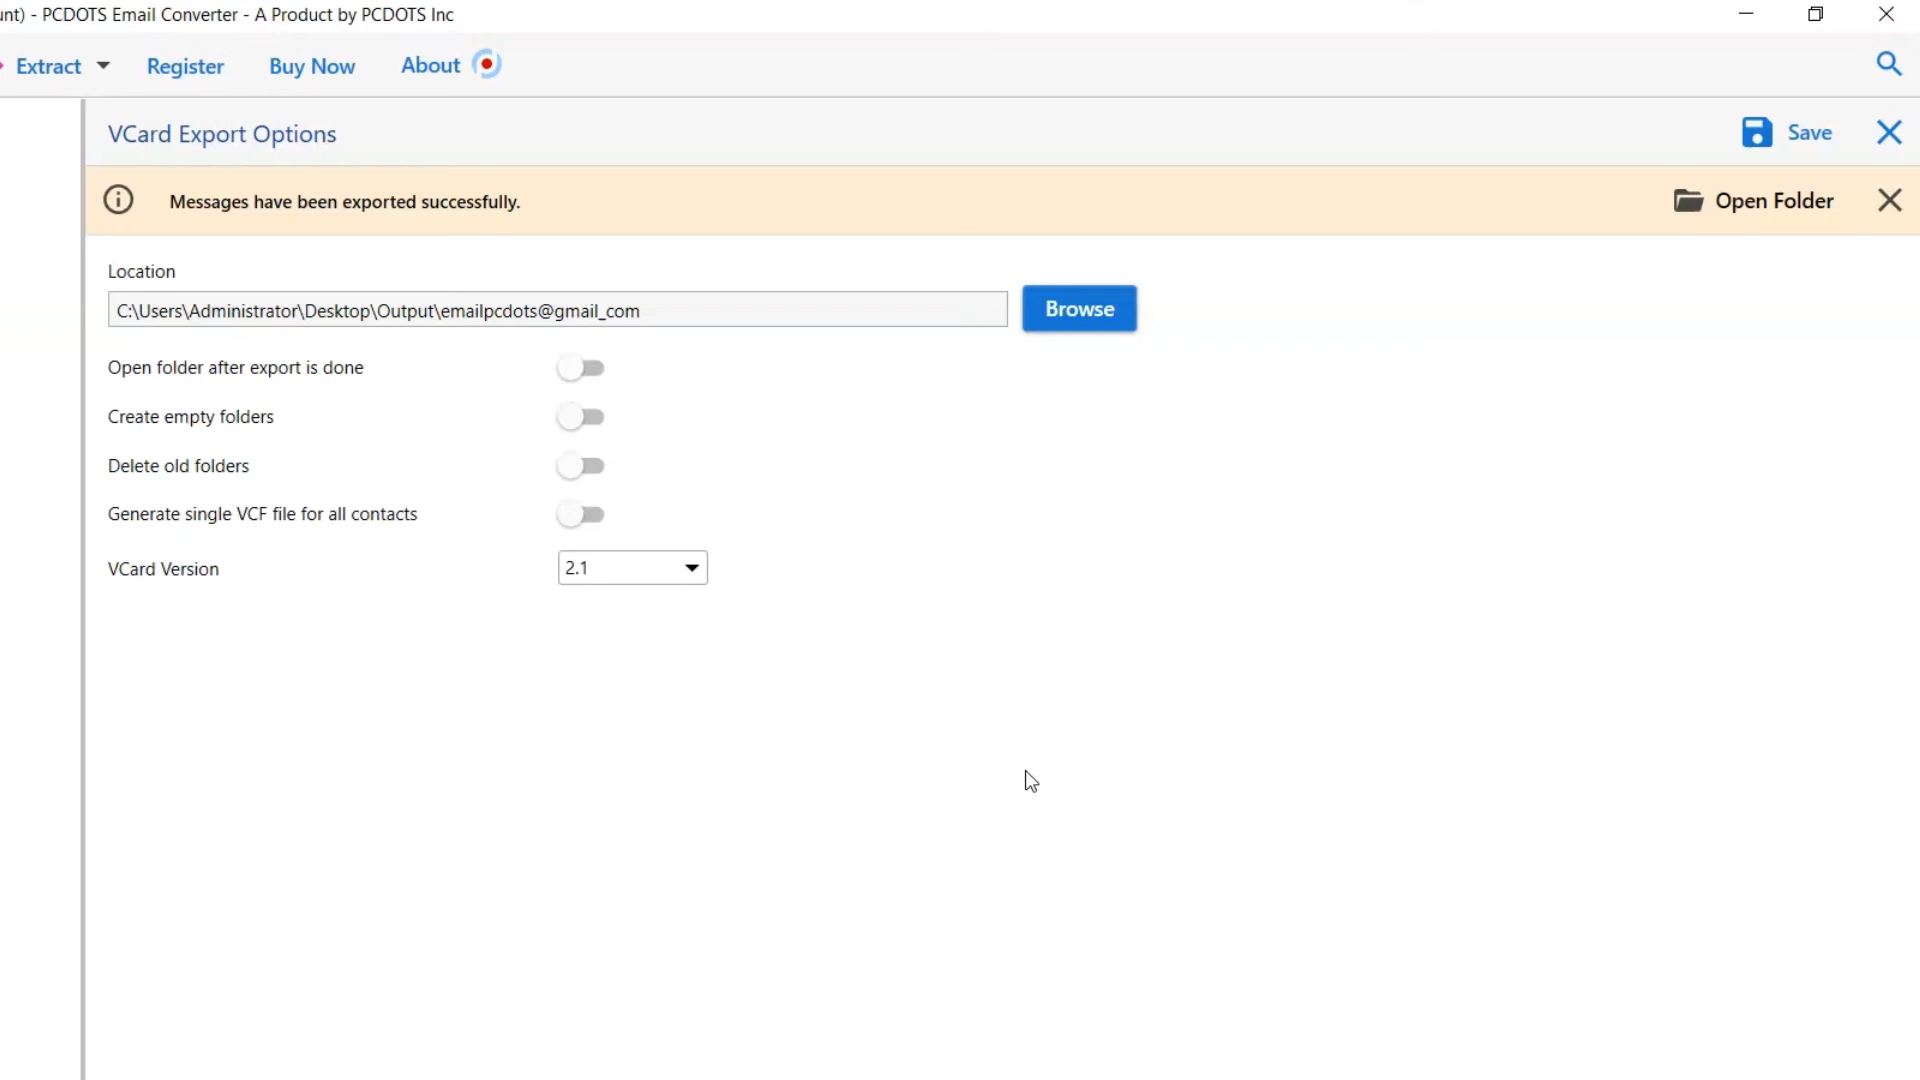 unt) - PCDOTS Email Converter - A Product by PCDOTS Inc
Extract Register Buy Now About
VCard Export Options Save
Messages have been exported successfully. Open Folder
Location
C:\Users\Administrator\Desktop\Output\emailpcdots@gmail_com Browse
Open folder after export is done
Create empty folders
Delete old folders
Generate single VCF file for all contacts
VCard Version 2.1